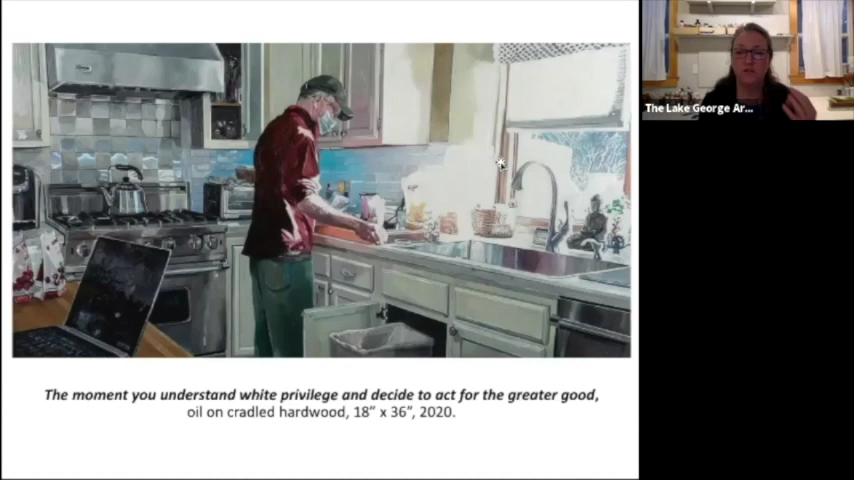 The Lake George Ar...
The moment you understand white privilege and decide to act for the greater good,
oil on cradled hardwood, 18" x 36", 2020.